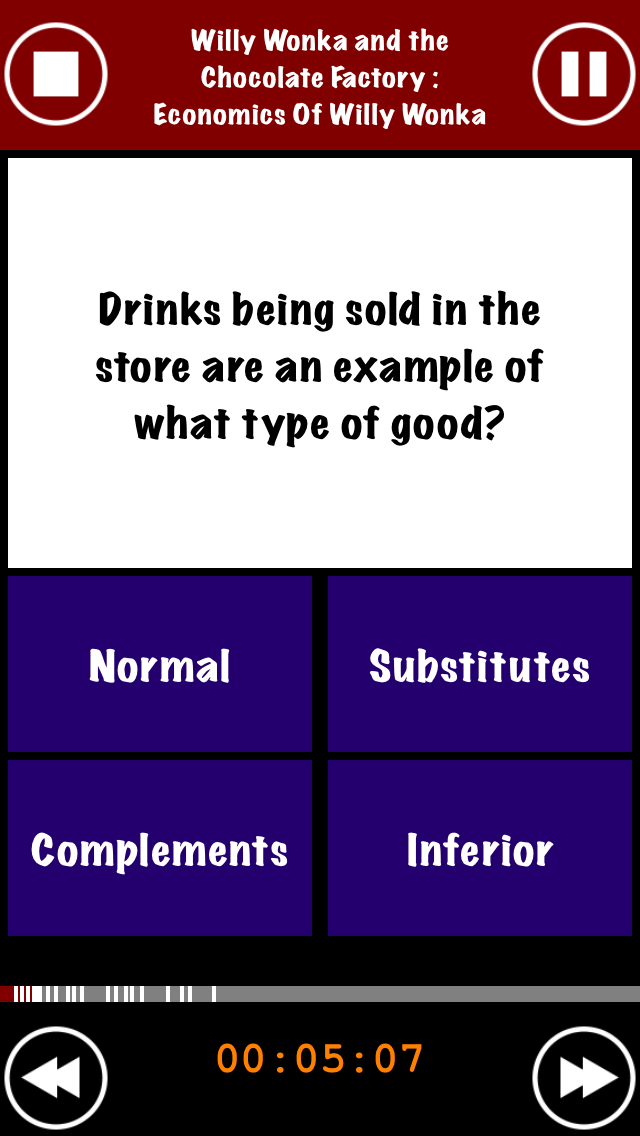 Willy Wonka and the
Chocolate Factory :
Economics Of Willy Wonka
Drinks being sold in the
store are an example of
what type of good?
Normal
Substitutes
Complements
Inferior
00:05:07